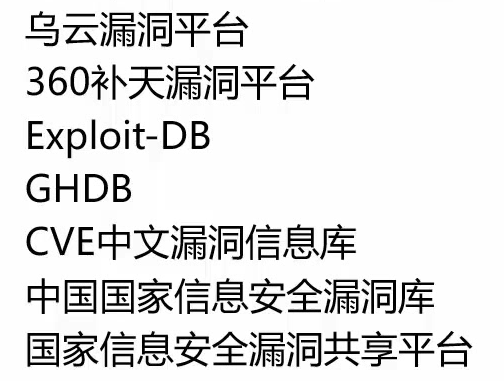 乌云漏洞平台
360补天漏洞平台
Exploit-DB
GHDB
CVE中文漏洞信息库
中国国家信息安全漏洞库
国家信息安全漏洞共享平台